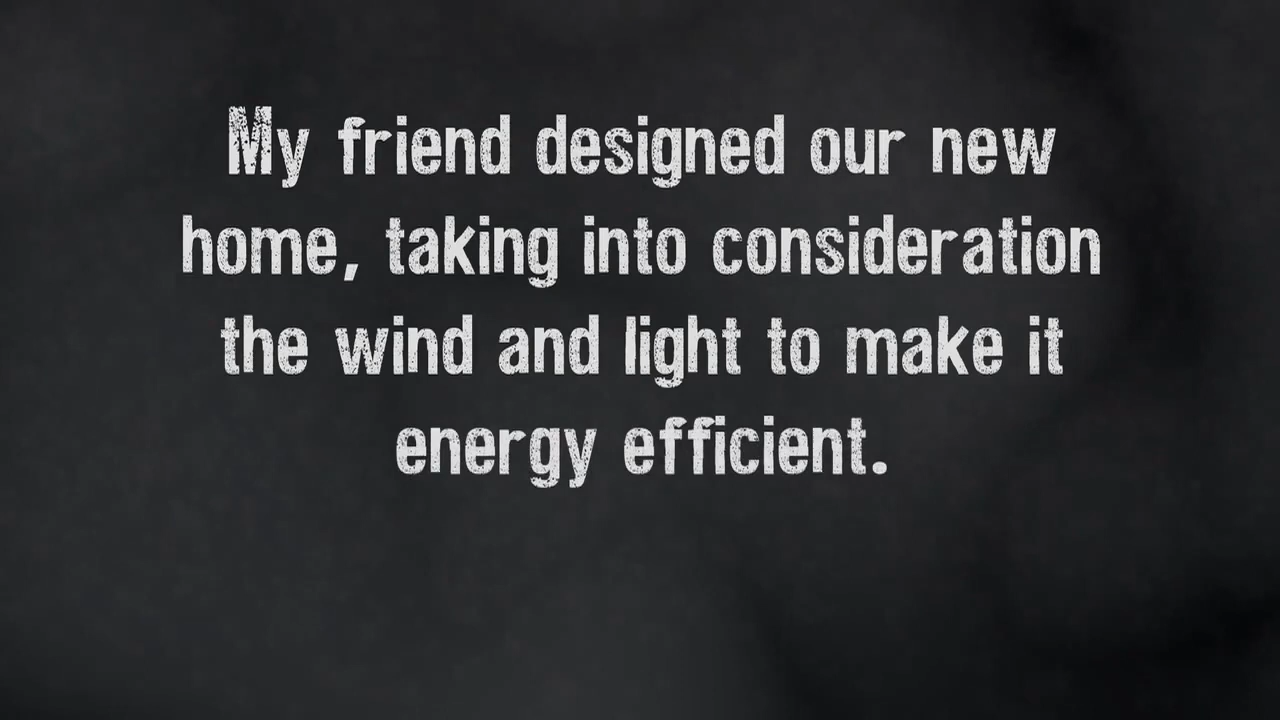 My friend designed our new
home, taking into consideration
the wind and light to make it
energy efficient.